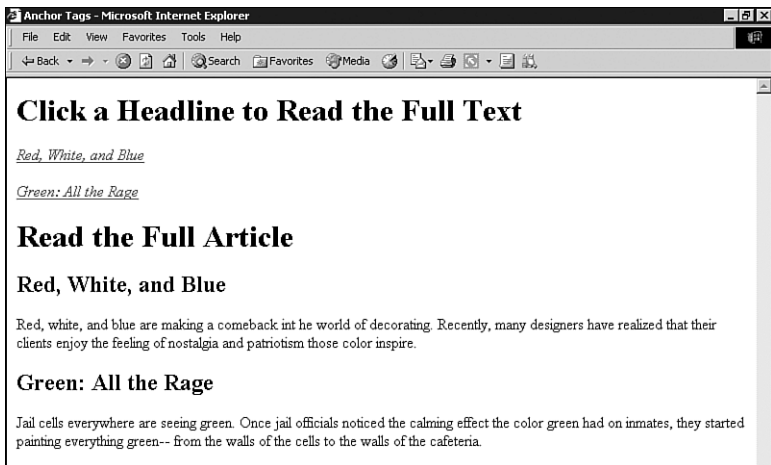 Anchor Tags - Microsoft Internet Explorer
File Edit View Favorites Tools Help
Back Search Favorites Media
Click a Headline to Read the Full Text
Red, White, and Blue
Green: All the Rage
Read the Full Article
Red, White, and Blue
Red, white, and blue are making a comeback int he world of decorating. Recently, many designers have realized that their
clients enjoy the feeling of nostalgia and patriotism those color inspire.
Green: All the Rage
Jail cells everywhere are seeing green. Once jail officials noticed the calming effect the color green had on inmates, they started
painting everything green-- from the walls of the cells to the walls of the cafeteria.